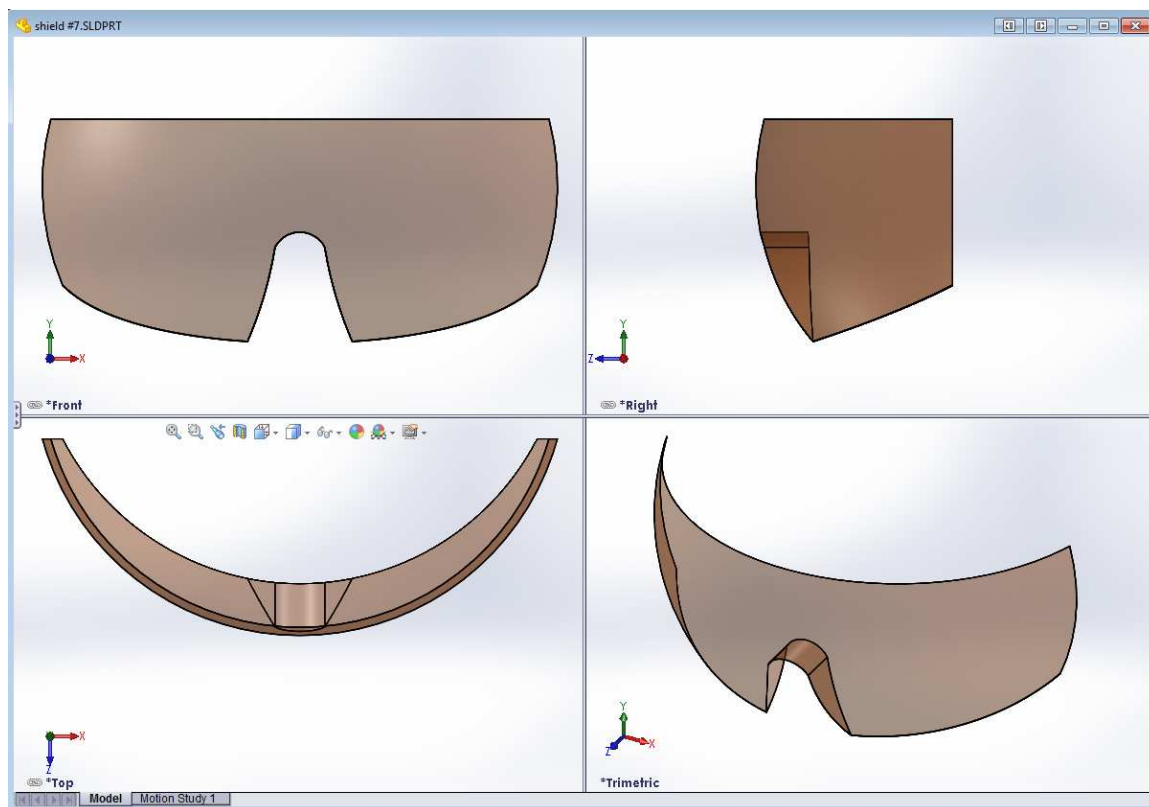 shield #7.SLDPRT
Y
X
*Front
Y
Z
*Right
X
Z
*Top
Y
X
Z
*Trimetric
Model Motion Study 1